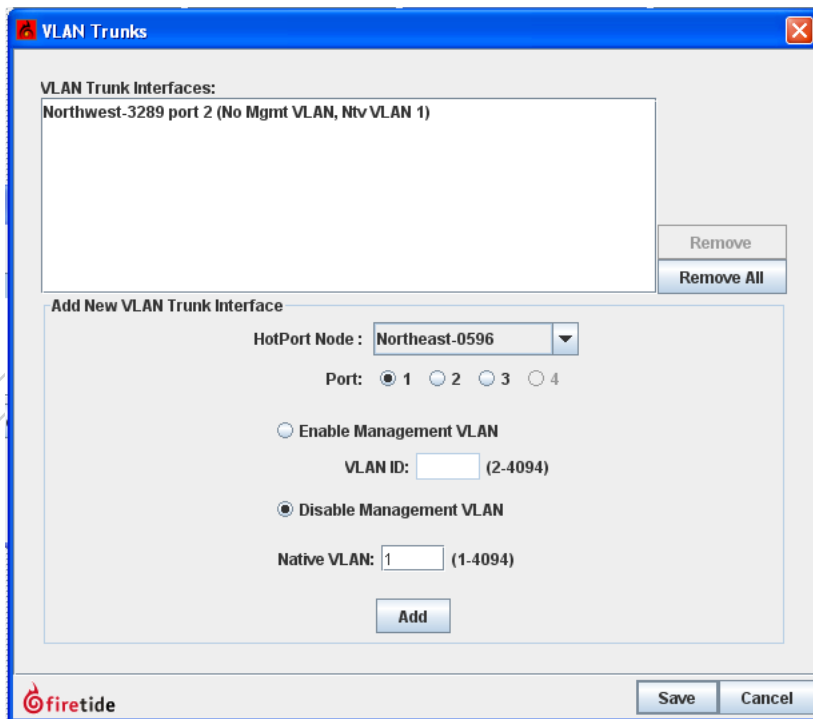 VLAN Trunks
VLAN Trunk Interfaces:
Northwest-3289 port 2 (No Mgmt VLAN, Ntv VLAN 1)
Remove
Remove All
Add New VLAN Trunk Interface
HotPort Node : Northeast-0596
Port: 1 2 3 4
Enable Management VLAN
VLAN ID: (2-4094)
Disable Management VLAN
Native VLAN: 1 (1-4094)
Add
firetide Save Cancel